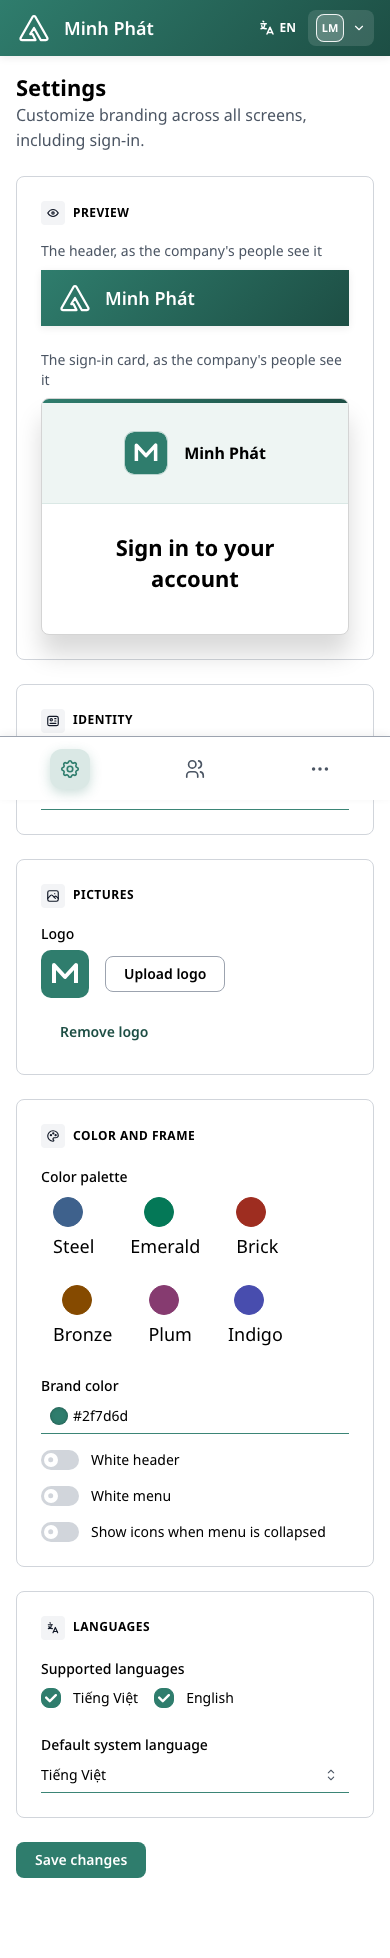 Minh Phát
EN
LM
Settings
Customize branding across all screens,
including sign-in.
PREVIEW
The header, as the company's people see it
Minh Phát
The sign-in card, as the company's people see
it
M
Minh Phát
Sign in to your
account
IDENTITY
PICTURES
Logo
M
Upload logo
Remove logo
COLOR AND FRAME
Color palette
Steel
Emerald
Brick
Bronze
Plum
Indigo
Brand color
#2f7d6d
White header
White menu
Show icons when menu is collapsed
LANGUAGES
Supported languages
Tiếng Việt
English
Default system language
Tiếng Việt
Save changes